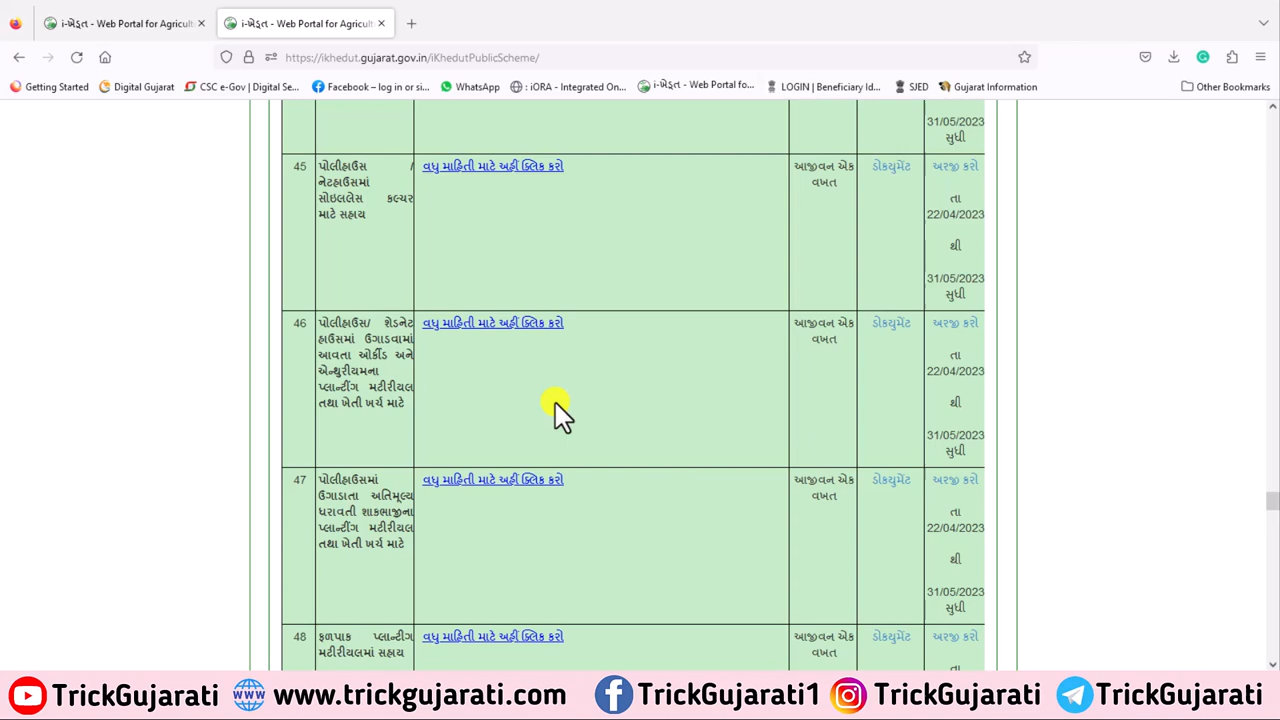 i-ખેડૂત - Web Portal for Agricult
i-ખેડૂત - Web Portal for Agricult
https://ikhedut.gujarat.gov.in/iKhedutPublicScheme/
Getting Started
Digital Gujarat
CSC e-Gov | Digital Se...
Facebook – log in or si...
WhatsApp
: iORA - Integrated On...
i-ખેડૂત - Web Portal fo...
LOGIN | Beneficiary Id...
SJED
Gujarat Information
Other Bookmarks
31/05/2023
સુધી
45
પોલીહાઉસ /
નેટહાઉસમાં
સોઇલલેસ કલ્ચર
માટે સહાય
વધુ માહિતી માટે અહીં ક્લિક કરો
આજીવન એક
વખત
ડોકયુમેંટ
અરજી કરો
તા
22/04/2023
થી
31/05/2023
સુધી
46
પોલીહાઉસ/ શેડનેટ
હાઉસમાં ઉગાડવામાં
આવતા ઓર્કીડ અને
એન્થુરીયમના
પ્લાન્ટીંગ મટીરીયલ
તથા ખેતી ખર્ચ માટે
વધુ માહિતી માટે અહીં ક્લિક કરો
આજીવન એક
વખત
ડોકયુમેંટ
અરજી કરો
તા
22/04/2023
થી
31/05/2023
સુધી
47
પોલીહાઉસમાં
ઉગાડાતા અતિમૂલ્ય
ધરાવતી શાકભાજીના
પ્લાન્ટીંગ મટીરીયલ
તથા ખેતી ખર્ચ માટે
વધુ માહિતી માટે અહીં ક્લિક કરો
આજીવન એક
વખત
ડોકયુમેંટ
અરજી કરો
તા
22/04/2023
થી
31/05/2023
સુધી
48
ફળપાક પ્લાન્ટીગ
મટીરીયલમાં સહાય
વધુ માહિતી માટે અહીં ક્લિક કરો
આજીવન એક
વખત
ડોકયુમેંટ
અરજી કરો
તા
TrickGujarati
www.trickgujarati.com
TrickGujarati1
TrickGujarati
TrickGujarati